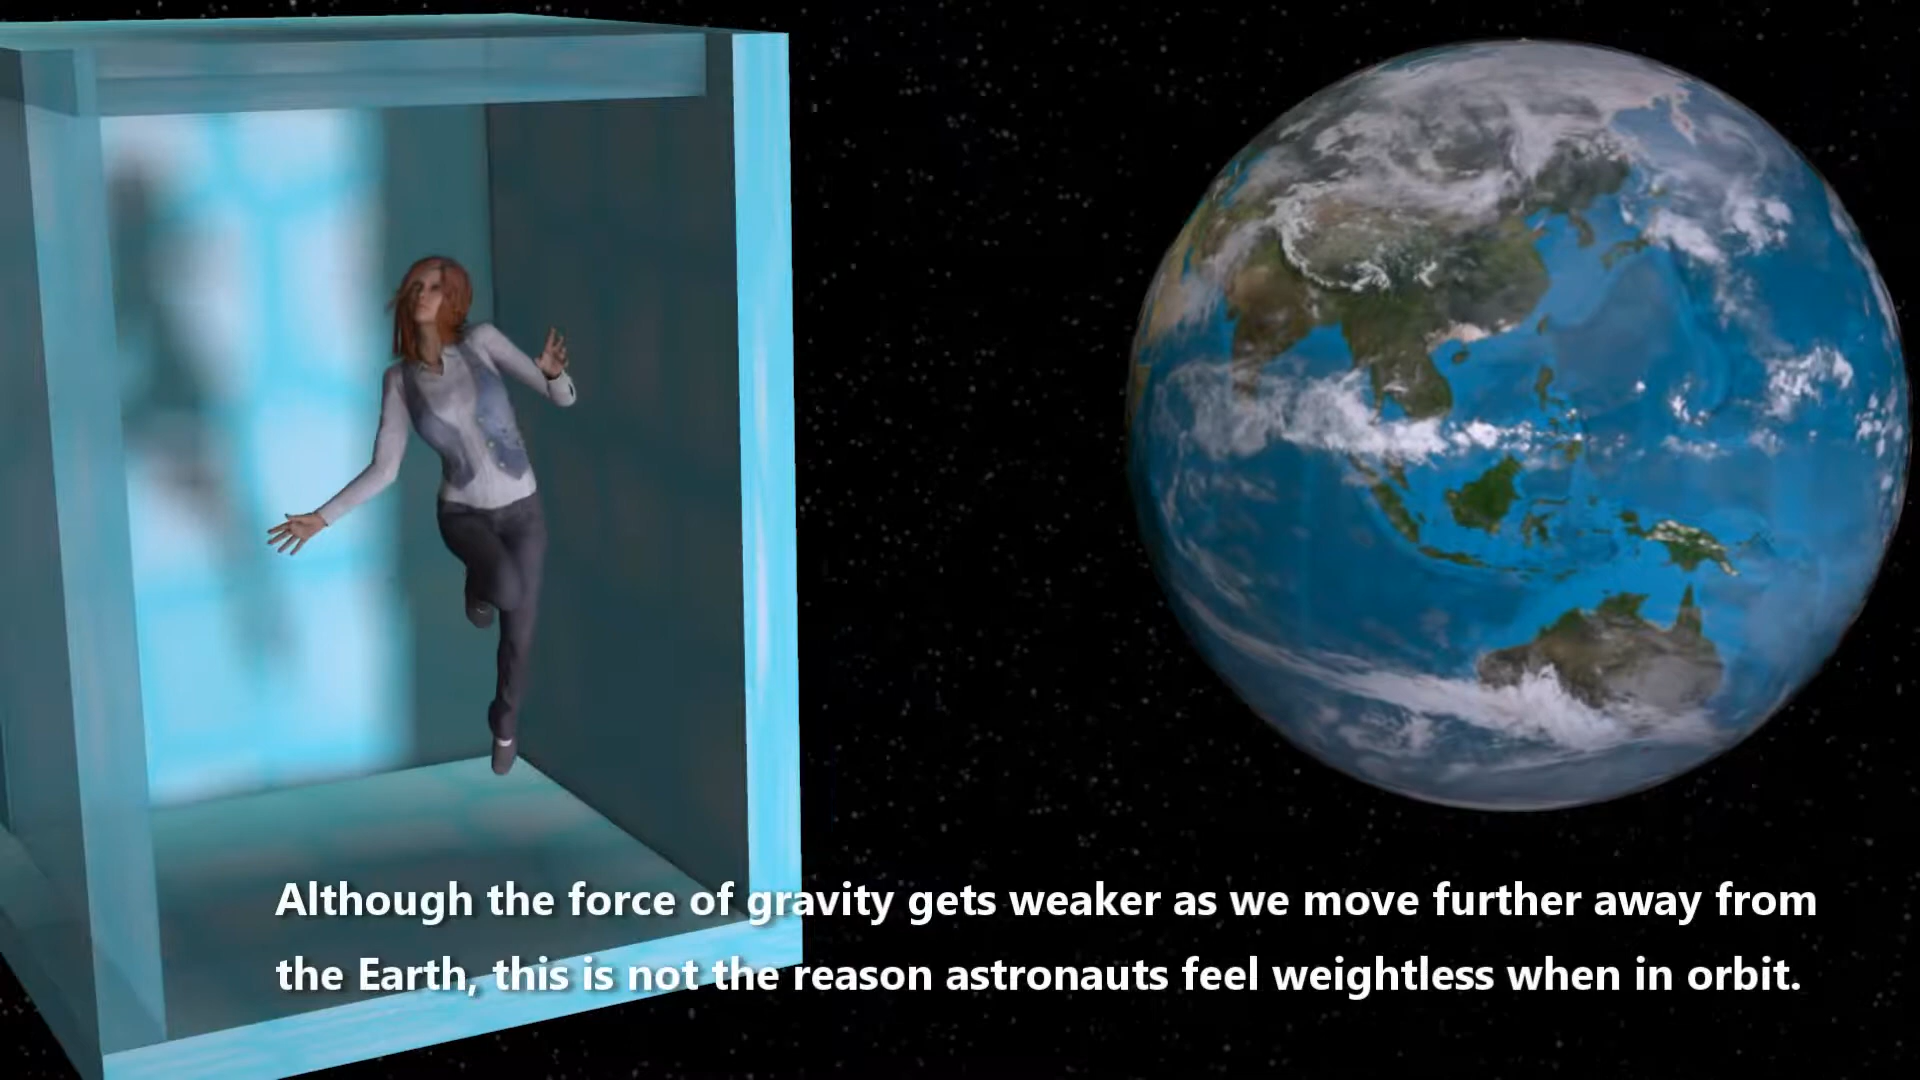 Although the force of gravity gets weaker as we move further away from
the Earth, this is not the reason astronauts feel weightless when in orbit.